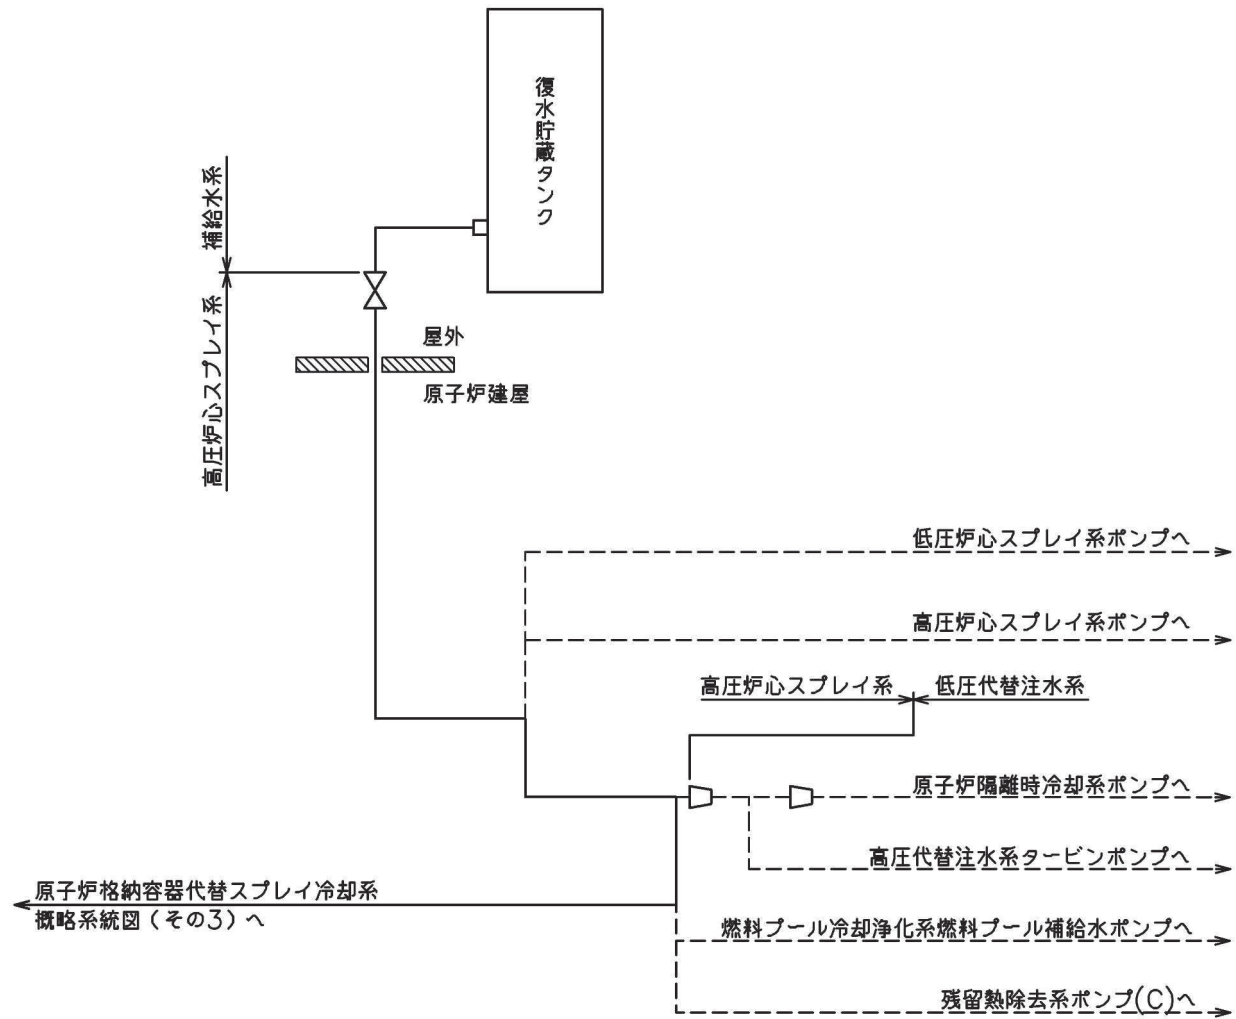 復水貯蔵タンク
補給水系
高圧炉心スプレイ系
屋外
原子炉建屋
低圧炉心スプレイ系ポンプへ
高圧炉心スプレイ系ポンプへ
高圧炉心スプレイ系
低圧代替注水系
原子炉隔離時冷却系ポンプへ
高圧代替注水系タービンポンプへ
原子炉格納容器代替スプレイ冷却系
概略系統図(その3)へ
燃料プール冷却浄化系燃料プール補給水ポンプへ
残留熱除去系ポンプ(C)へ